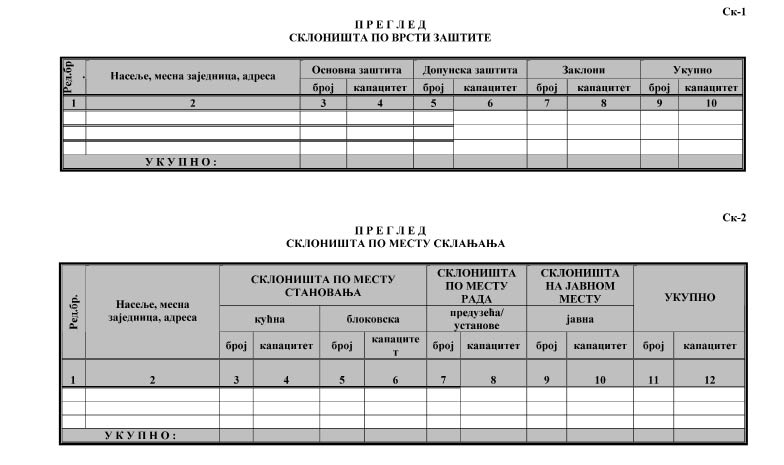 Ск-1
П Р Е Г Л Е Д
СКЛОНИШТА ПО ВРСТИ ЗАШТИТЕ
Ред.бр. Насеље, месна заједница, адреса Основна заштита Допунска заштита Заклони Укупно
број капацитет број капацитет број капацитет број капацитет
1 2 3 4 5 6 7 8 9 10
У К У П Н О :
Ск-2
П Р Е Г Л Е Д
СКЛОНИШТА ПО МЕСТУ СКЛАЊАЊА
Ред.бр.
Насеље, месна
заједница, адреса
СКЛОНИШТА ПО МЕСТУ
СТАНОВАЊА
СКЛОНИШТА
ПО МЕСТУ
РАДА
СКЛОНИШТА
НА ЈАВНОМ
МЕСТУ
УКУПНО
кућна блоковска
предузећа/
установе
јавна
број капацитет број
капаците
т
број капацитет број капацитет број капацитет
1 2 3 4 5 6 7 8 9 10 11 12
У К У П Н О :